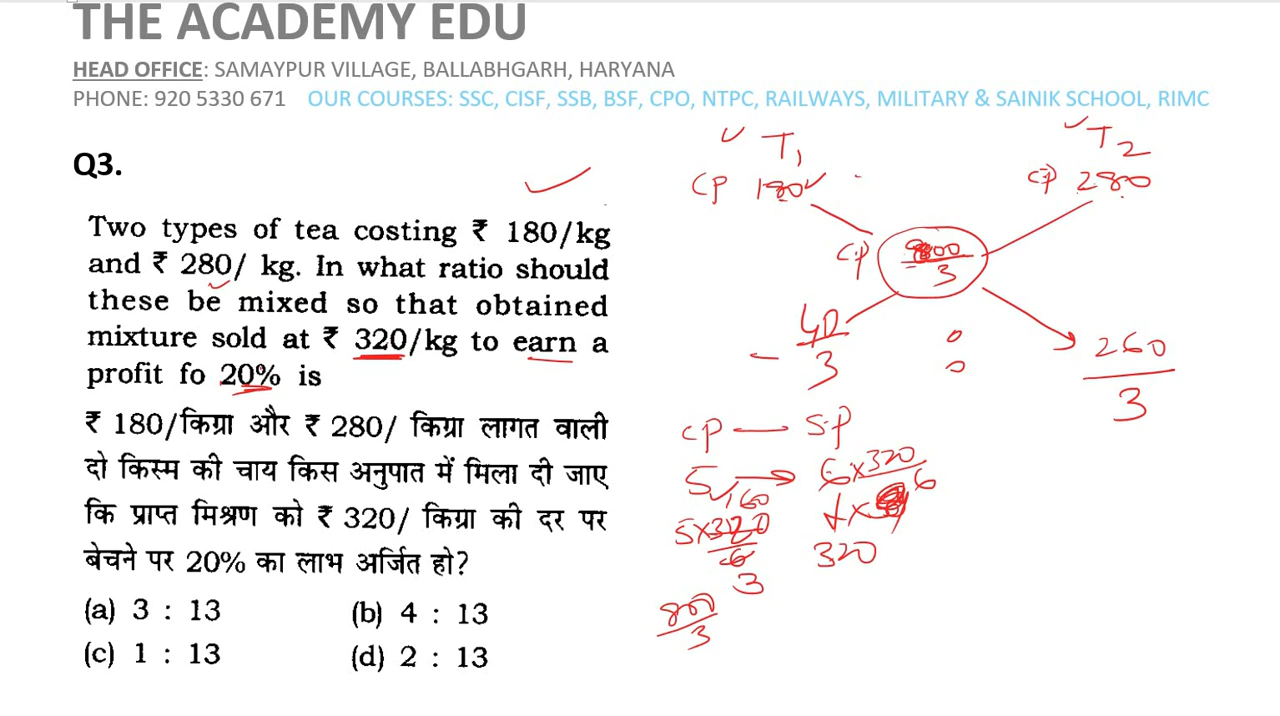 THE ACADEMY EDU
HEAD OFFICE: SAMAYPUR VILLAGE, BALLABHGARH, HARYANA
PHONE: 920 5330 671 OUR COURSES: SSC, CISF, SSB, BSF, CPO, NTPC, RAILWAYS, MILITARY & SAINIK SCHOOL, RIMC
Q3.
Two types of tea costing ₹ 180/kg
and ₹ 280/ kg. In what ratio should
these be mixed so that obtained
mixture sold at ₹ 320/kg to earn a
profit fo 20% is
₹ 180/किग्रा और ₹ 280/ किग्रा लागत वाली
दो किस्म की चाय किस अनुपात में मिला दी जाए
कि प्राप्त मिश्रण को ₹ 320/ किग्रा की दर पर
बेचने पर 20% का लाभ अर्जित हो?
(a) 3 : 13 (b) 4 : 13
(c) 1 : 13 (d) 2 : 13
T1 T2
CP 180 CP 280
CP 800/3
40/3 : 260/3
CP — SP
5 → 6×320/6
160
5×320/6 320
3
800/3